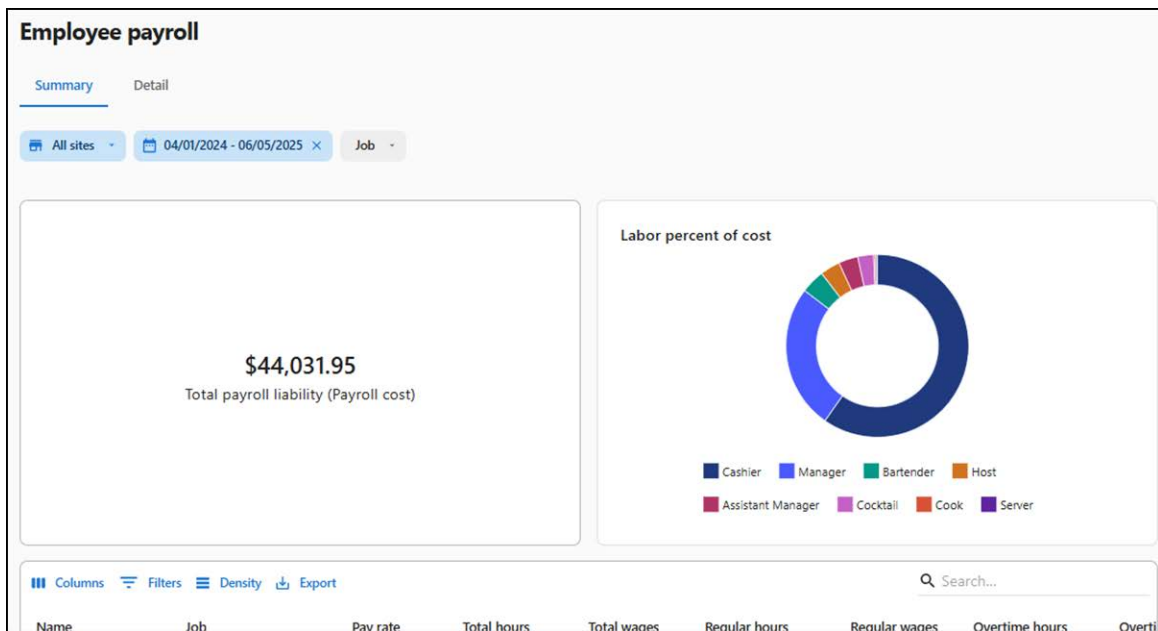 Employee payroll
Summary Detail
All sites 04/01/2024 - 06/05/2025 Job
Labor percent of cost
$44,031.95
Total payroll liability (Payroll cost)
Cashier Manager Bartender Host
Assistant Manager Cocktail Cook Server
Columns Filters Density Export Search...
Name Job Pay rate Total hours Total wages Regular hours Regular wages Overtime hours Overti